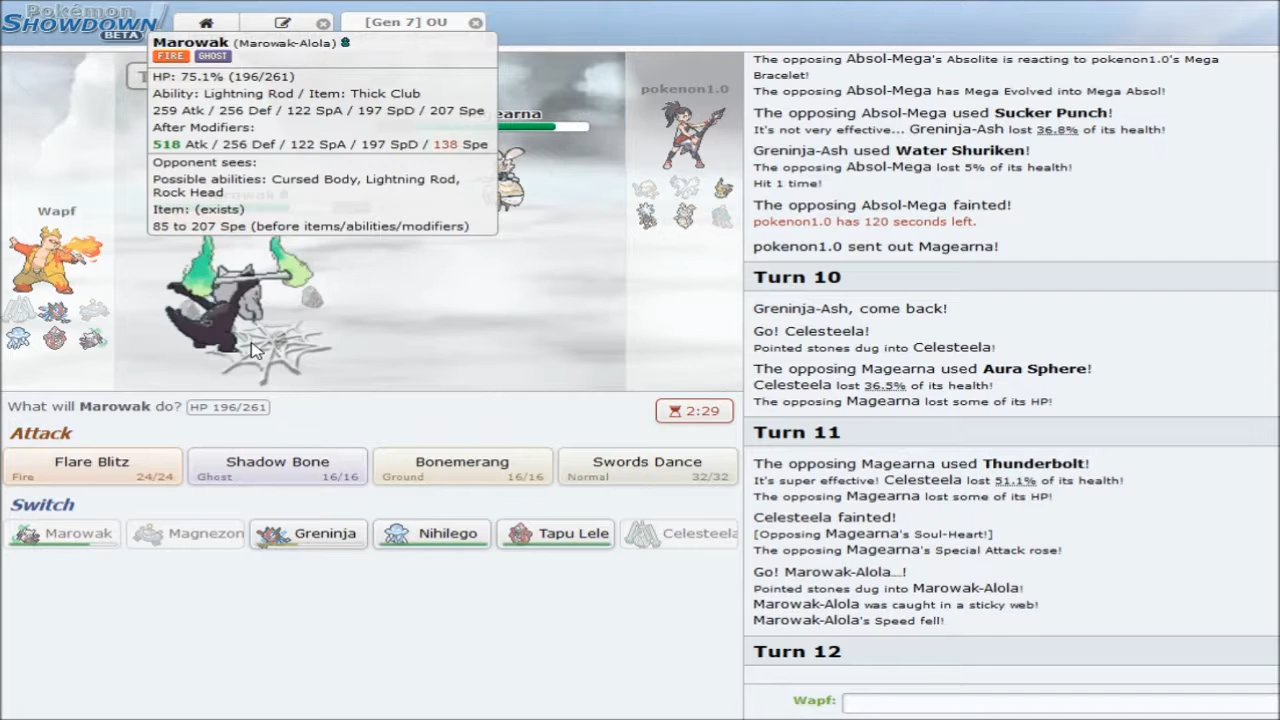 Pokémon
SHOWDOWN
BETA
[Gen 7] OU
Marowak (Marowak-Alola)
FIRE GHOST
HP: 75.1% (196/261)
Ability: Lightning Rod / Item: Thick Club
259 Atk / 256 Def / 122 SpA / 197 SpD / 207 Spe
After Modifiers:
518 Atk / 256 Def / 122 SpA / 197 SpD / 138 Spe
Opponent sees:
Possible abilities: Cursed Body, Lightning Rod,
Rock Head
Item: (exists)
85 to 207 Spe (before items/abilities/modifiers)
earna
pokenon1.0
Wapf
What will Marowak do? HP 196/261
2:29
Attack
Flare Blitz
Fire 24/24
Shadow Bone
Ghost 16/16
Bonemerang
Ground 16/16
Swords Dance
Normal 32/32
Switch
Marowak
Magnezon
Greninja
Nihilego
Tapu Lele
Celesteela
The opposing Absol-Mega's Absolite is reacting to pokenon1.0's Mega
Bracelet!
The opposing Absol-Mega has Mega Evolved into Mega Absol!
The opposing Absol-Mega used Sucker Punch!
It's not very effective... Greninja-Ash lost 36.8% of its health!
Greninja-Ash used Water Shuriken!
The opposing Absol-Mega lost 5% of its health!
Hit 1 time!
The opposing Absol-Mega fainted!
pokenon1.0 has 120 seconds left.
pokenon1.0 sent out Magearna!
Turn 10
Greninja-Ash, come back!
Go! Celesteela!
Pointed stones dug into Celesteela!
The opposing Magearna used Aura Sphere!
Celesteela lost 36.5% of its health!
The opposing Magearna lost some of its HP!
Turn 11
The opposing Magearna used Thunderbolt!
It's super effective! Celesteela lost 51.1% of its health!
The opposing Magearna lost some of its HP!
Celesteela fainted!
[Opposing Magearna's Soul-Heart!]
The opposing Magearna's Special Attack rose!
Go! Marowak-Alola...!
Pointed stones dug into Marowak-Alola!
Marowak-Alola was caught in a sticky web!
Marowak-Alola's Speed fell!
Turn 12
Wapf: